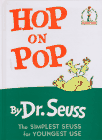 HOP
ON
POP
By Dr. Seuss
The SIMPLEST SEUSS
for YOUNGEST USE